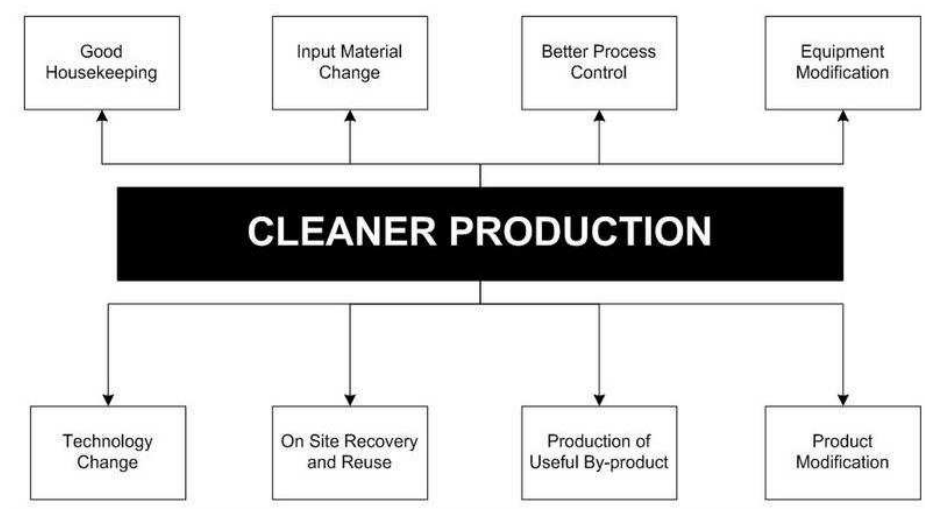 Good
Housekeeping
Input Material
Change
Better Process
Control
Equipment
Modification
CLEANER PRODUCTION
Technology
Change
On Site Recovery
and Reuse
Production of
Useful By-product
Product
Modification